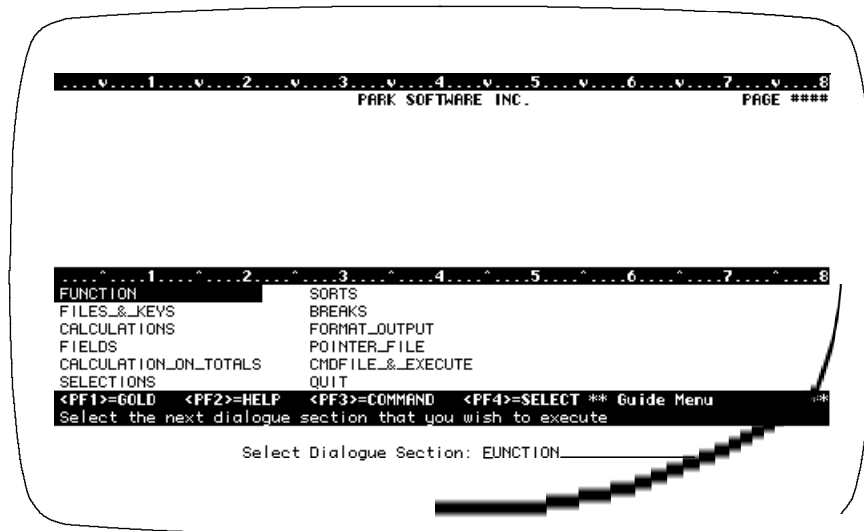 ....v....1....v....2....v....3....v....4....v....5....v....6....v....7....v....8
PARK SOFTWARE INC. PAGE ####
....^....1....^....2....^....3....^....4....^....5....^....6....^....7....^....8
FUNCTION SORTS
FILES_&_KEYS BREAKS
CALCULATIONS FORMAT_OUTPUT
FIELDS POINTER_FILE
CALCULATION_ON_TOTALS CMDFILE_&_EXECUTE
SELECTIONS QUIT
<PF1>=GOLD <PF2>=HELP <PF3>=COMMAND <PF4>=SELECT ** Guide Menu **
Select the next dialogue section that you wish to execute
Select Dialogue Section: FUNCTION